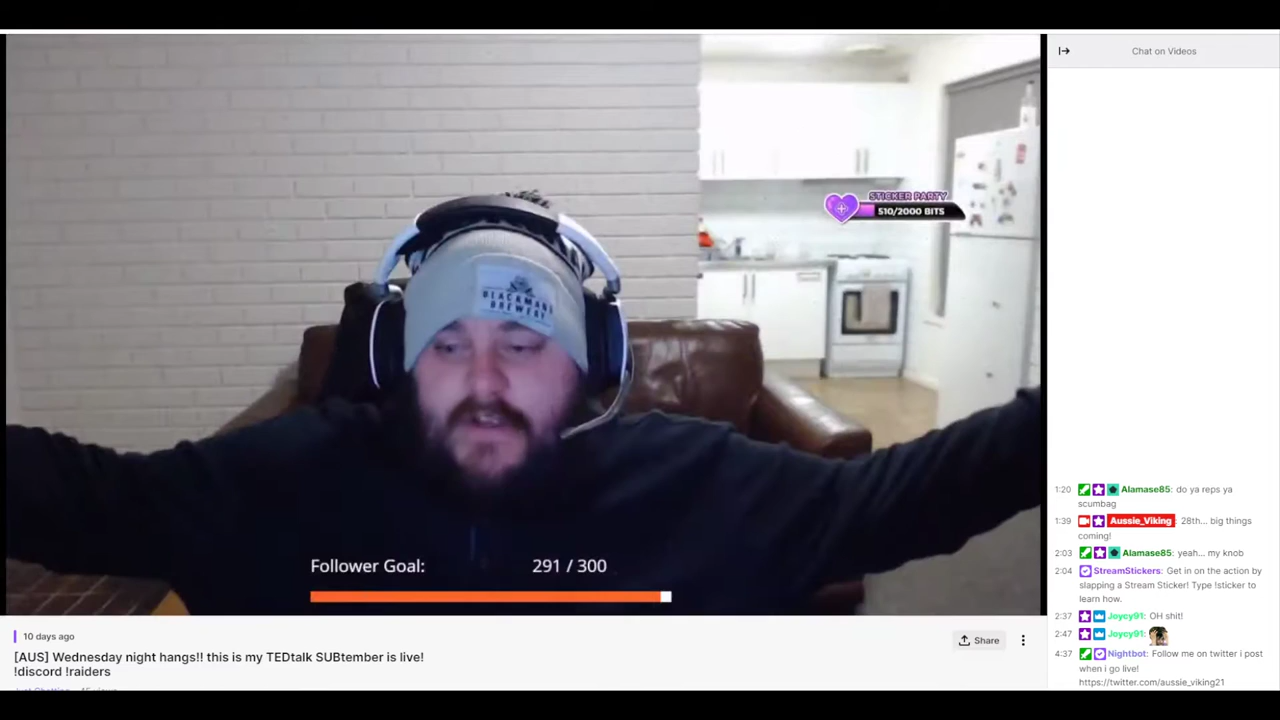 Chat on Videos
STICKER PARTY
510/2000 BITS
BLACKMANS
BREWERY
Follower Goal: 291 / 300
10 days ago
Share
[AUS] Wednesday night hangs!! this is my TEDtalk SUBtember is live!
!discord !raiders
Just Chatting
1:20 Alamase85: do ya reps ya
scumbag
1:39 Aussie_Viking: 28th... big things
coming!
2:03 Alamase85: yeah... my knob
2:04 StreamStickers: Get in on the action by
slapping a Stream Sticker! Type !sticker to
learn how.
2:37 Joycy91: OH shit!
2:47 Joycy91:
4:37 Nightbot: Follow me on twitter i post
when i go live!
https://twitter.com/aussie_viking21